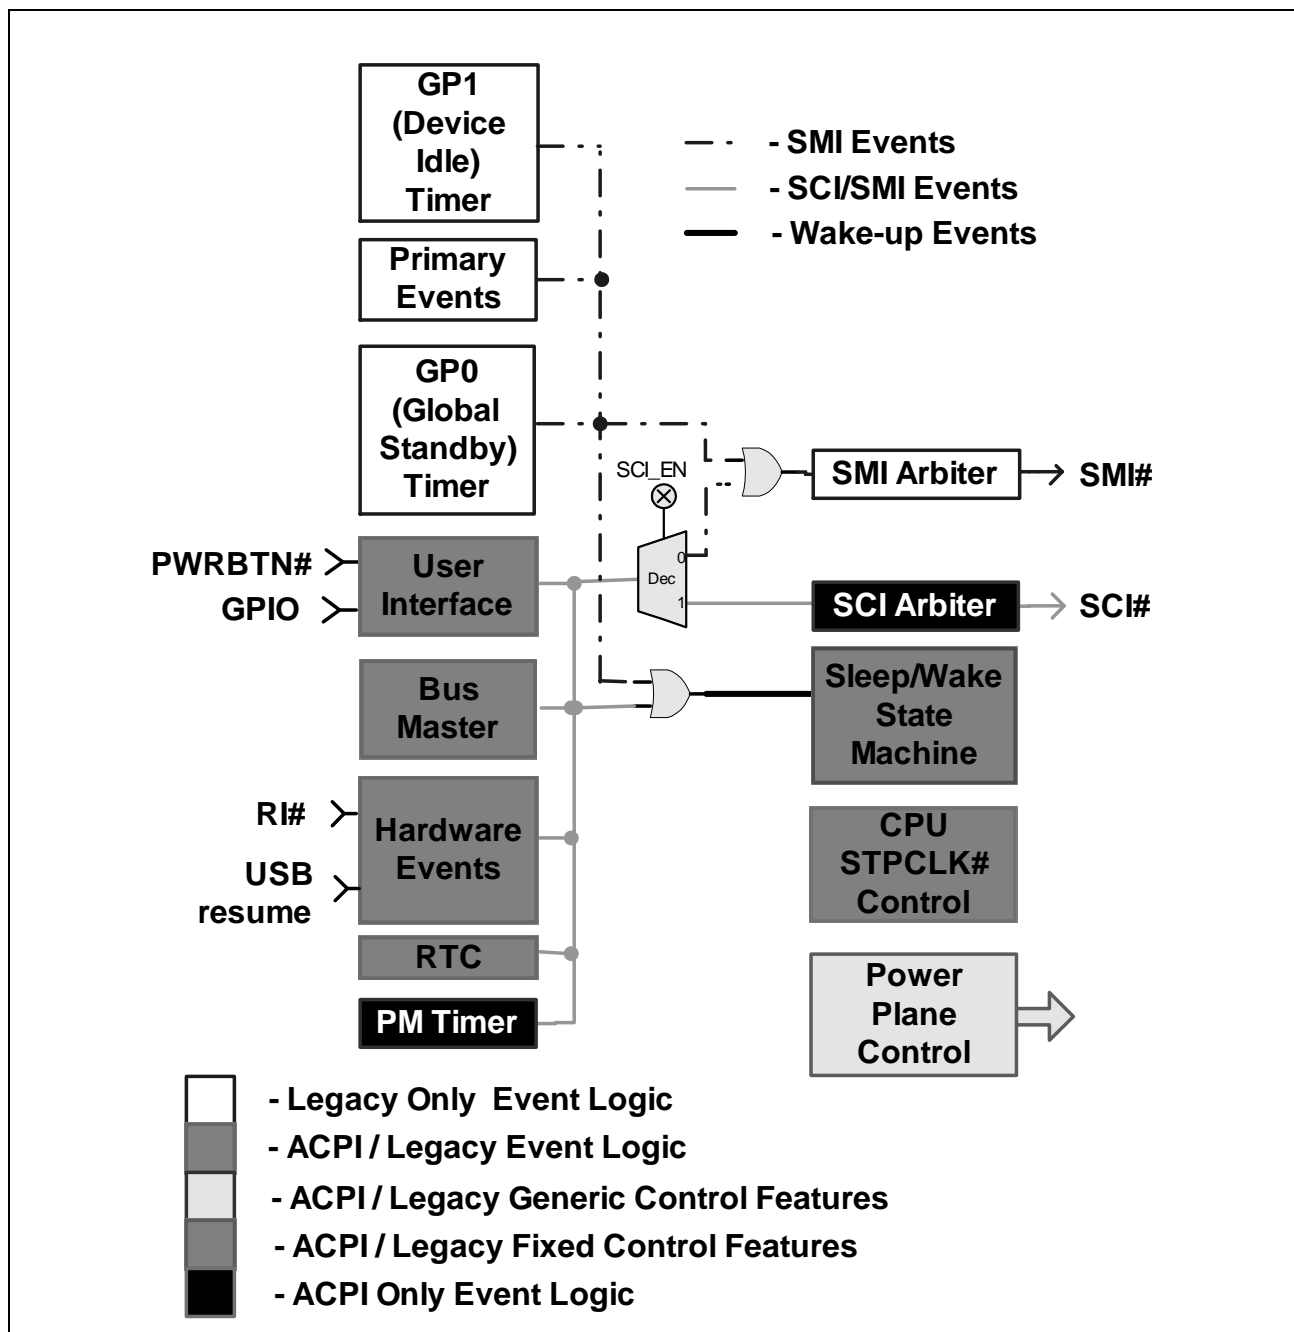 GP1
(Device
Idle)
Timer
- SMI Events
- SCI/SMI Events
- Wake-up Events
Primary
Events
GP0
(Global
Standby)
Timer
SCI_EN
SMI Arbiter
SMI#
PWRBTN#
GPIO
User
Interface
0
Dec
1
SCI Arbiter
SCI#
Bus
Master
Sleep/Wake
State
Machine
RI#
USB
resume
Hardware
Events
CPU
STPCLK#
Control
RTC
PM Timer
Power
Plane
Control
- Legacy Only Event Logic
- ACPI / Legacy Event Logic
- ACPI / Legacy Generic Control Features
- ACPI / Legacy Fixed Control Features
- ACPI Only Event Logic